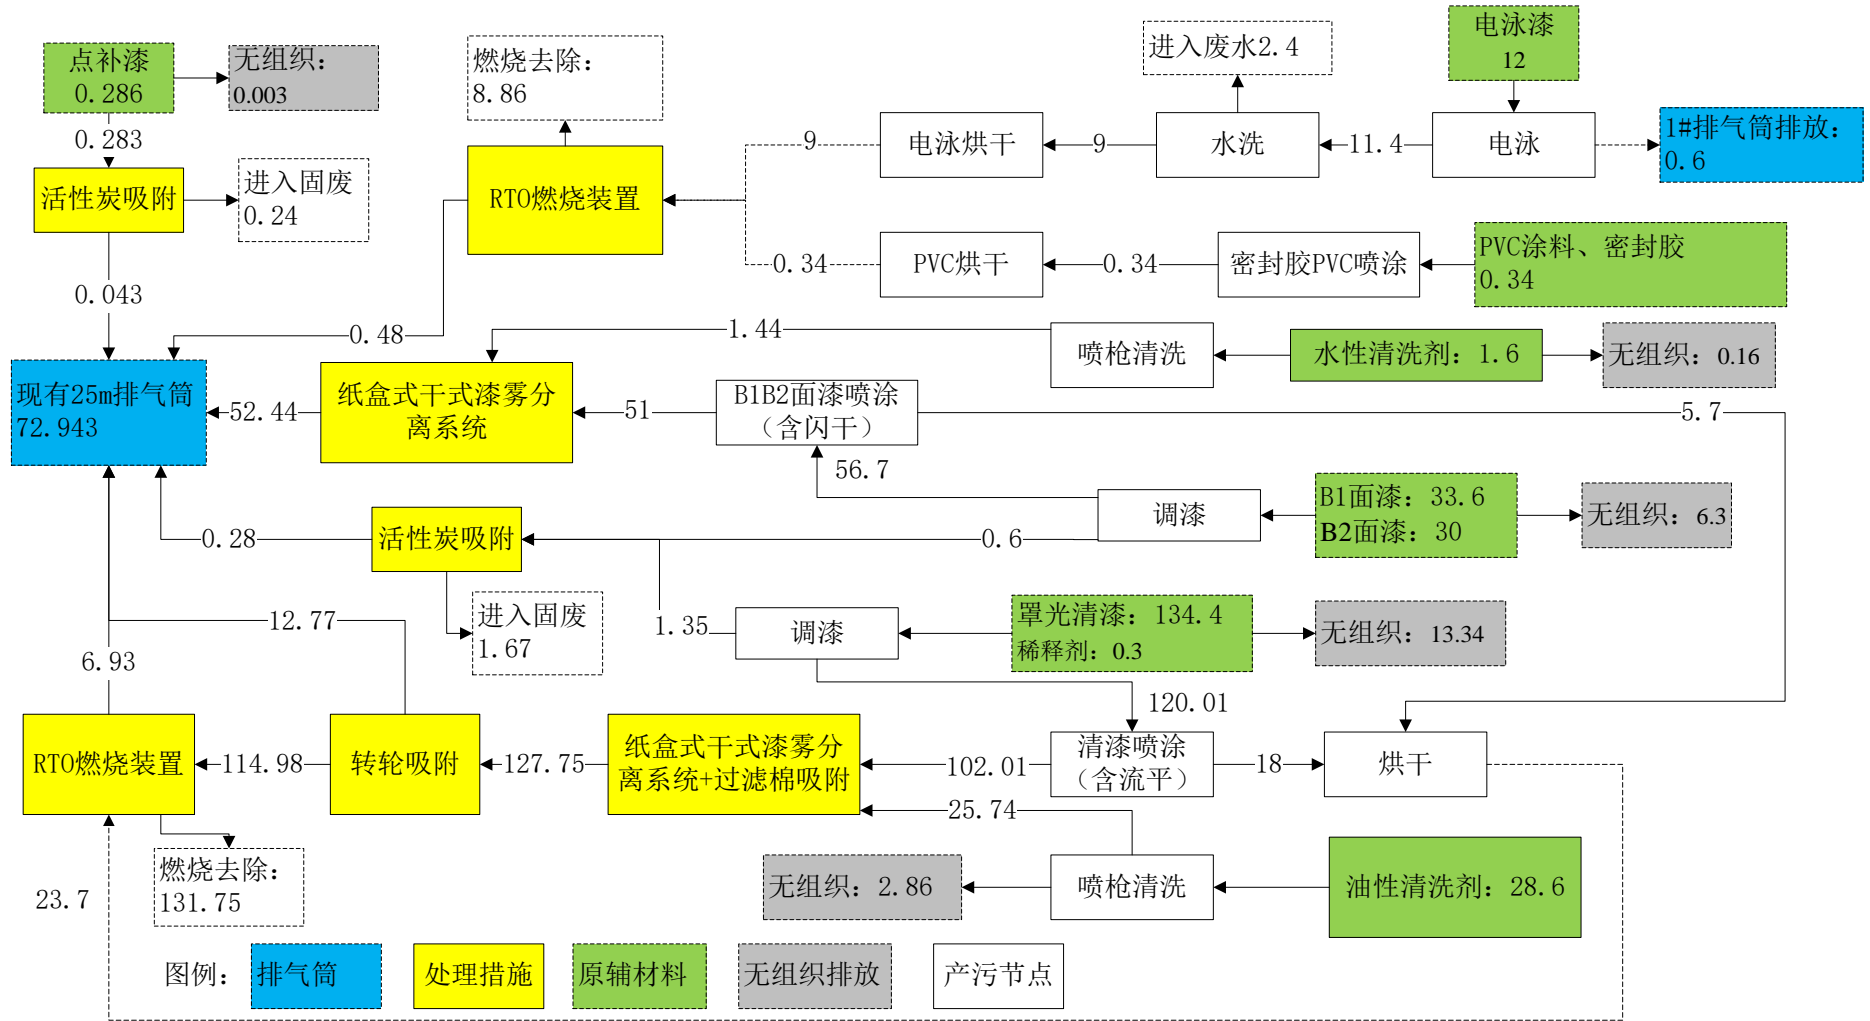 电泳漆
12
点补漆
0.286
无组织：
0.003
燃烧去除：
8.86
进入废水2.4
0.283
9
电泳烘干
9
水洗
11.4
电泳
1#排气筒排放：
0.6
活性炭吸附
进入固废
0.24
RTO燃烧装置
0.34
PVC烘干
0.34
密封胶PVC喷涂
PVC涂料、密封胶
0.34
0.043
0.48
1.44
喷枪清洗
水性清洗剂：1.6
无组织：0.16
现有25m排气筒
72.943
52.44
纸盒式干式漆雾分
离系统
51
B1B2面漆喷涂
（含闪干）
5.7
56.7
调漆
B1面漆：33.6
B2面漆：30
无组织：6.3
0.28
活性炭吸附
0.6
进入固废
1.67
12.77
1.35
调漆
罩光清漆：134.4
稀释剂：0.3
无组织：13.34
6.93
120.01
RTO燃烧装置
114.98
转轮吸附
127.75
纸盒式干式漆雾分
离系统+过滤棉吸附
102.01
清漆喷涂
（含流平）
18
烘干
25.74
燃烧去除：
131.75
23.7
无组织：2.86
喷枪清洗
油性清洗剂：28.6
图例：
排气筒
处理措施
原辅材料
无组织排放
产污节点